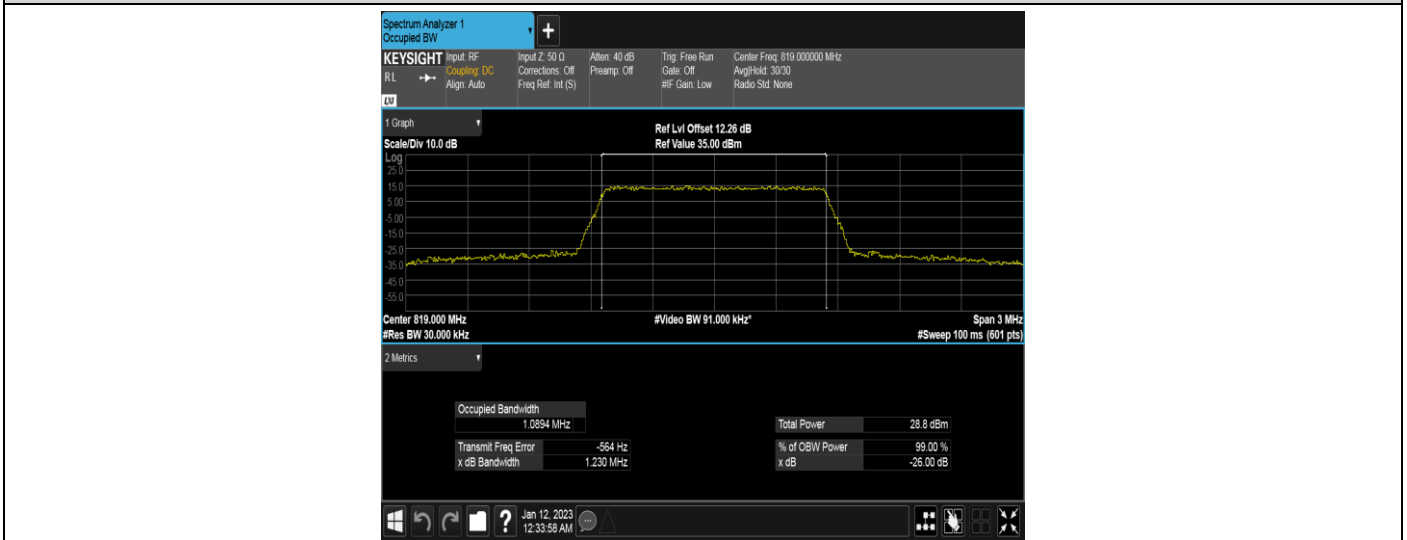 Spectrum Analyzer 1
Occupied BW
+
KEYSIGHT Input: RF Input Z: 50 Ω Atten: 40 dB Trig: Free Run Center Freq: 819.000000 MHz
RL Coupling: DC Corrections: Off Preamp: Off Gate: Off Avg|Hold: 30/30
Align: Auto Freq Ref: Int (S) #IF Gain: Low Radio Std: None
LXI
1 Graph Ref Lvl Offset 12.26 dB
Scale/Div 10.0 dB Ref Value 35.00 dBm
Log
25.0
15.0
5.00
-5.00
-15.0
-25.0
-35.0
-45.0
-55.0
Center 819.000 MHz #Video BW 91.000 kHz* Span 3 MHz
#Res BW 30.000 kHz #Sweep 100 ms (601 pts)
2 Metrics
Occupied Bandwidth
1.0894 MHz Total Power 28.8 dBm
Transmit Freq Error -564 Hz % of OBW Power 99.00 %
x dB Bandwidth 1.230 MHz x dB -26.00 dB
? Jan 12, 2023
12:33:58 AM